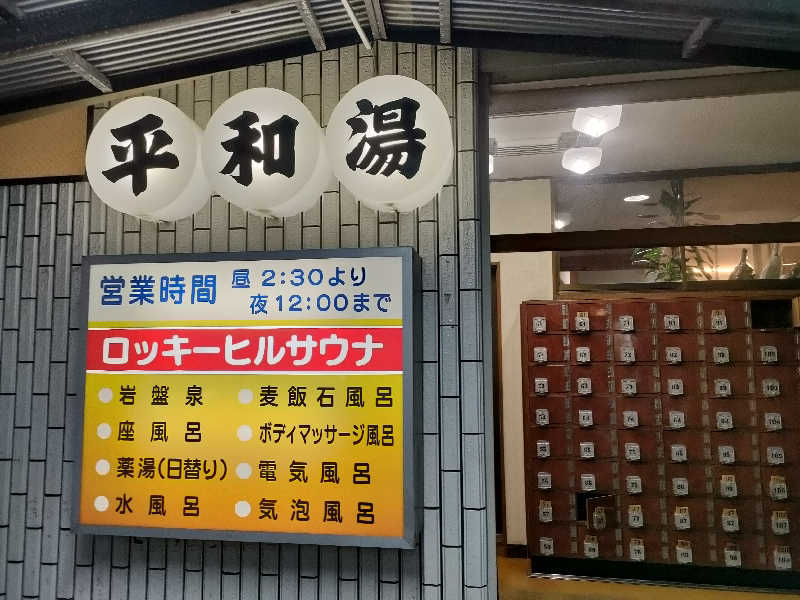 平和湯
営業時間 昼 2:30より
夜12:00まで
ロッキーヒルサウナ
岩盤泉 麦飯石風呂
座風呂 ボディマッサージ風呂
薬湯(日替り) 電気風呂
水風呂 気泡風呂